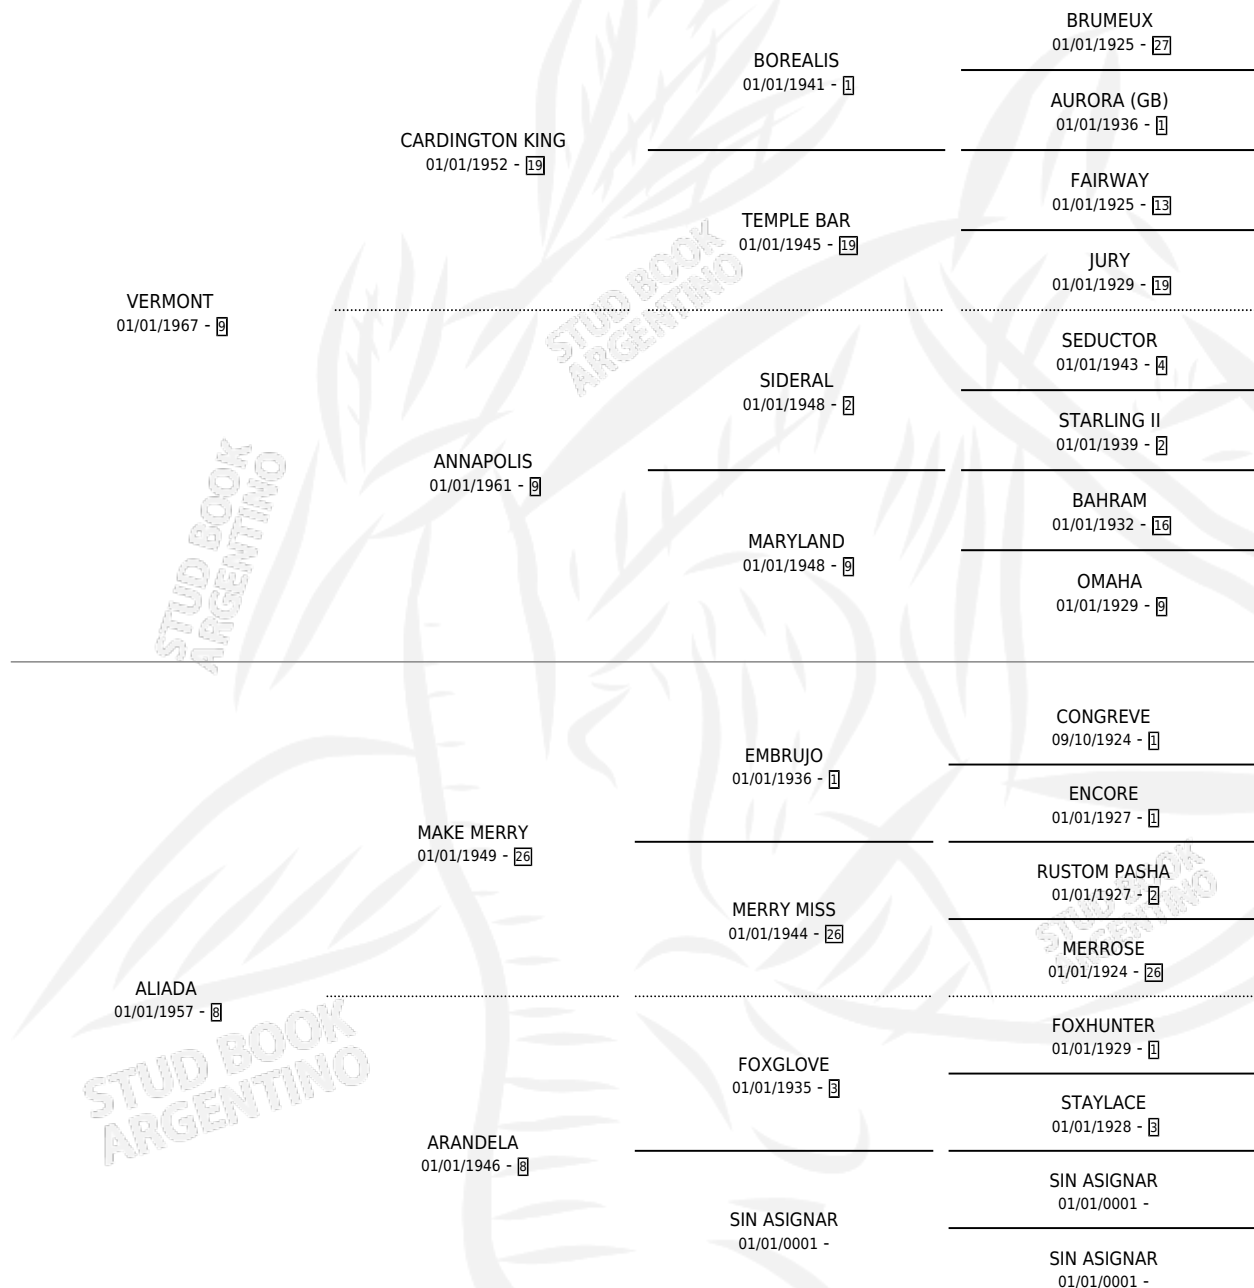 BRUMEUX
01/01/1925 - 27
BOREALIS
01/01/1941 - 1
AURORA (GB)
01/01/1936 - 1
CARDINGTON KING
01/01/1952 - 19
FAIRWAY
01/01/1925 - 13
TEMPLE BAR
01/01/1945 - 19
JURY
01/01/1929 - 19
VERMONT
01/01/1967 - 9
STUD BOOK
ARGENTINO
SEDUCTOR
01/01/1943 - 4
SIDERAL
01/01/1948 - 2
STARLING II
01/01/1939 - 2
ANNAPOLIS
01/01/1961 - 9
BAHRAM
01/01/1932 - 16
MARYLAND
01/01/1948 - 9
OMAHA
01/01/1929 - 9
STUD BOOK
ARGENTINO
CONGREVE
09/10/1924 - 1
EMBRUJO
01/01/1936 - 1
ENCORE
01/01/1927 - 1
MAKE MERRY
01/01/1949 - 26
RUSTOM PASHA
01/01/1927 - 2
MERRY MISS
01/01/1944 - 26
STUD BOOK
ARGENTINO
MERROSE
01/01/1924 - 26
ALIADA
01/01/1957 - 8
FOXHUNTER
01/01/1929 - 1
FOXGLOVE
01/01/1935 - 3
STAYLACE
01/01/1928 - 3
STUD BOOK
ARGENTINO
ARANDELA
01/01/1946 - 8
SIN ASIGNAR
01/01/0001 -
SIN ASIGNAR
01/01/0001 -
SIN ASIGNAR
01/01/0001 -